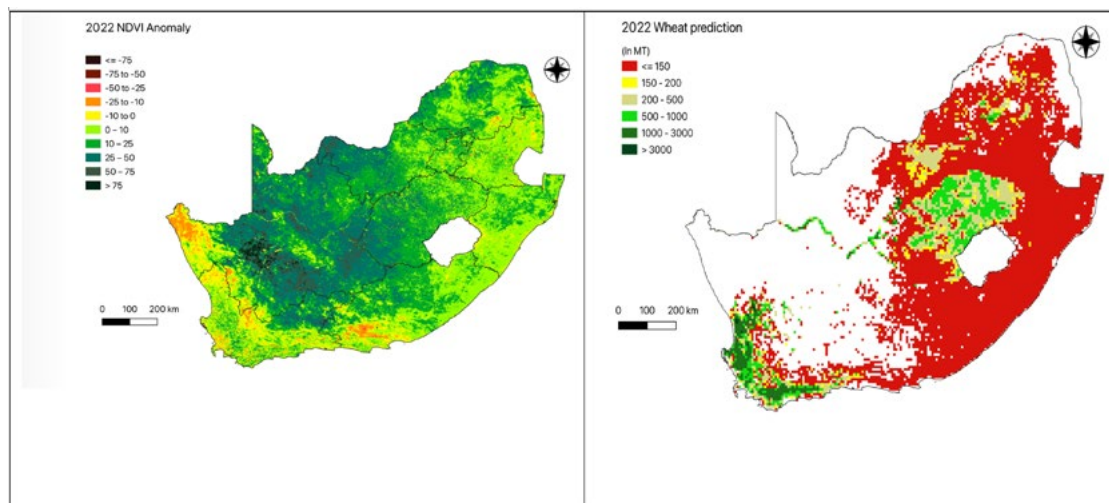 2022 NDVI Anomaly
<= -75
-75 to -50
-50 to -25
-25 to -10
-10 to 0
0 – 10
10 – 25
25 – 50
50 – 75
> 75
0 100 200 km
2022 Wheat prediction
(In MT)
<= 150
150 - 200
200 - 500
500 - 1000
1000 - 3000
> 3000
0 100 200 km